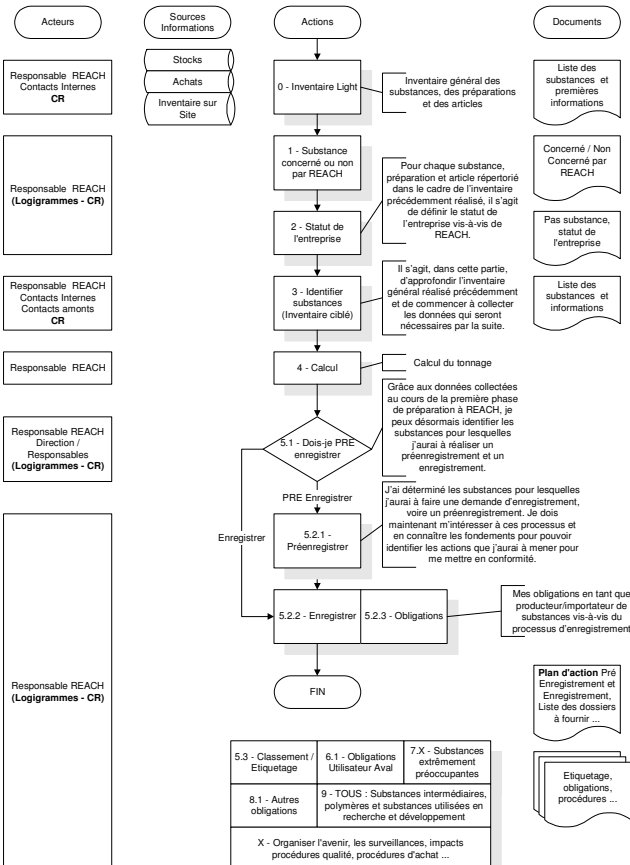 Acteurs
Sources
Informations
Actions
Documents
Responsable REACH
Contacts Internes
CR
Stocks
Achats
Inventaire sur
Site
0 - Inventaire Light
Inventaire général des
substances, des préparations
et des articles
Liste des
substances et
premières
informations
Responsable REACH
(Logigrammes - CR)
1 - Substance
concerné ou non
par REACH
2 - Statut de
l'entreprise
Pour chaque substance,
préparation et article répertorié
dans le cadre de l'inventaire
précédemment réalisé, il s'agit
de définir le statut de
l'entreprise vis-à-vis de
REACH.
Concerné / Non
Concerné par
REACH
Pas substance,
statut de
l'entreprise
Responsable REACH
Contacts Internes
Contacts amonts
CR
3 - Identifier
substances
(Inventaire ciblé)
Il s'agit, dans cette partie,
d'approfondir l'inventaire
général réalisé précédemment
et de commencer à collecter
les données qui seront
nécessaires par la suite.
Liste des
substances et
informations
Responsable REACH
4 - Calcul
Calcul du tonnage
Responsable REACH
Direction /
Responsables
(Logigrammes - CR)
5.1 - Dois-je PRE
enregistrer
Grâce aux données collectées
au cours de la première phase
de préparation à REACH, je
peux désormais identifier les
substances pour lesquelles
j'aurai à réaliser un
préenregistrement et un
enregistrement.
PRE Enregistrer
Enregistrer
5.2.1 -
Préenregistrer
J'ai déterminé les substances pour lesquelles
j'aurai à faire une demande d'enregistrement,
voire un préenregistrement. Je dois
maintenant m'intéresser à ces processus et
en connaître les fondements pour pouvoir
identifier les actions que j'aurai à mener pour
me mettre en conformité.
5.2.2 - Enregistrer
5.2.3 - Obligations
Mes obligations en tant que
producteur/importateur de
substances vis-à-vis du
processus d'enregistrement
Responsable REACH
(Logigrammes - CR)
FIN
Plan d'action Pré
Enregistrement et
Enregistrement,
Liste des dossiers
à fournir ...
5.3 - Classement /
Etiquetage
6.1 - Obligations
Utilisateur Aval
7.X - Substances
extrêmement
préoccupantes
8.1 - Autres
obligations
9 - TOUS : Substances intermédiaires,
polymères et substances utilisées en
recherche et développement
X - Organiser l'avenir, les surveillances, impacts
procédures qualité, procédures d'achat ...
Etiquetage,
obligations,
procédures ...